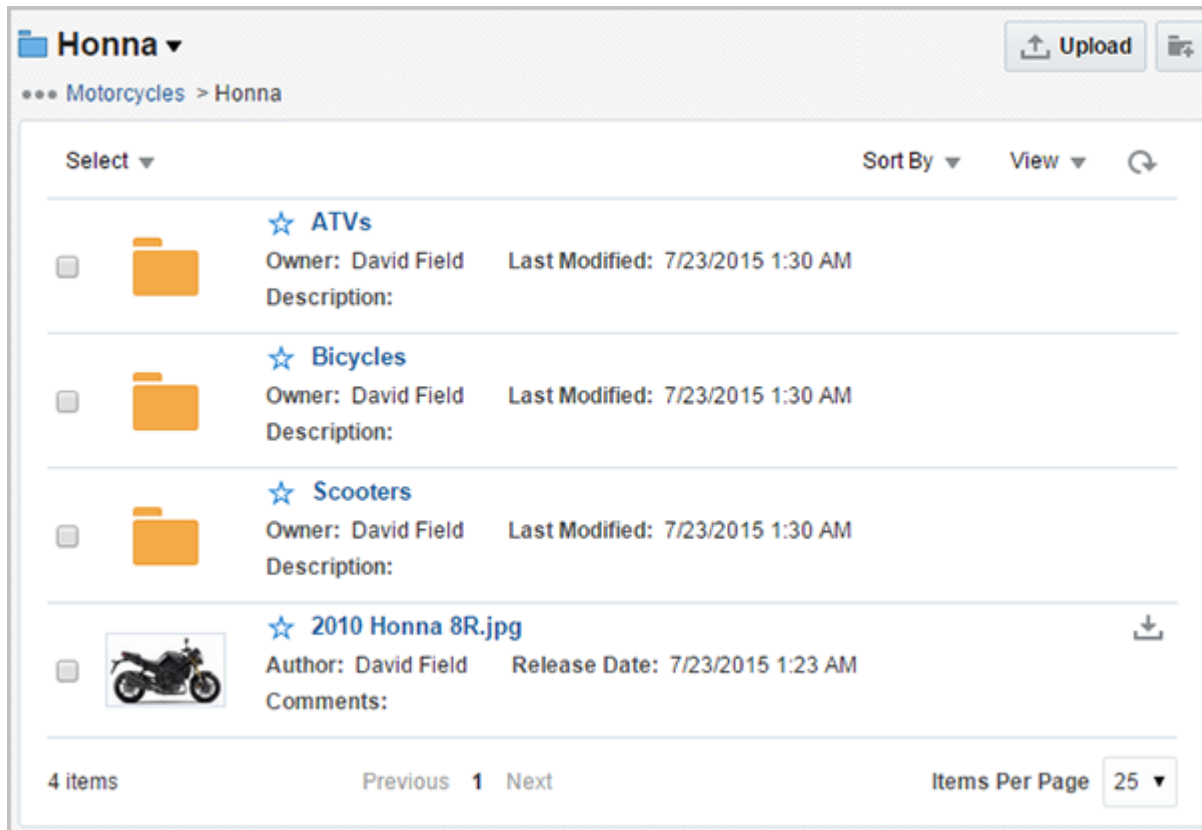 Honna
Upload
Motorcycles > Honna
Select Sort By View
ATVs
Owner: David Field Last Modified: 7/23/2015 1:30 AM
Description:
Bicycles
Owner: David Field Last Modified: 7/23/2015 1:30 AM
Description:
Scooters
Owner: David Field Last Modified: 7/23/2015 1:30 AM
Description:
2010 Honna 8R.jpg
Author: David Field Release Date: 7/23/2015 1:23 AM
Comments:
4 items Previous 1 Next Items Per Page 25